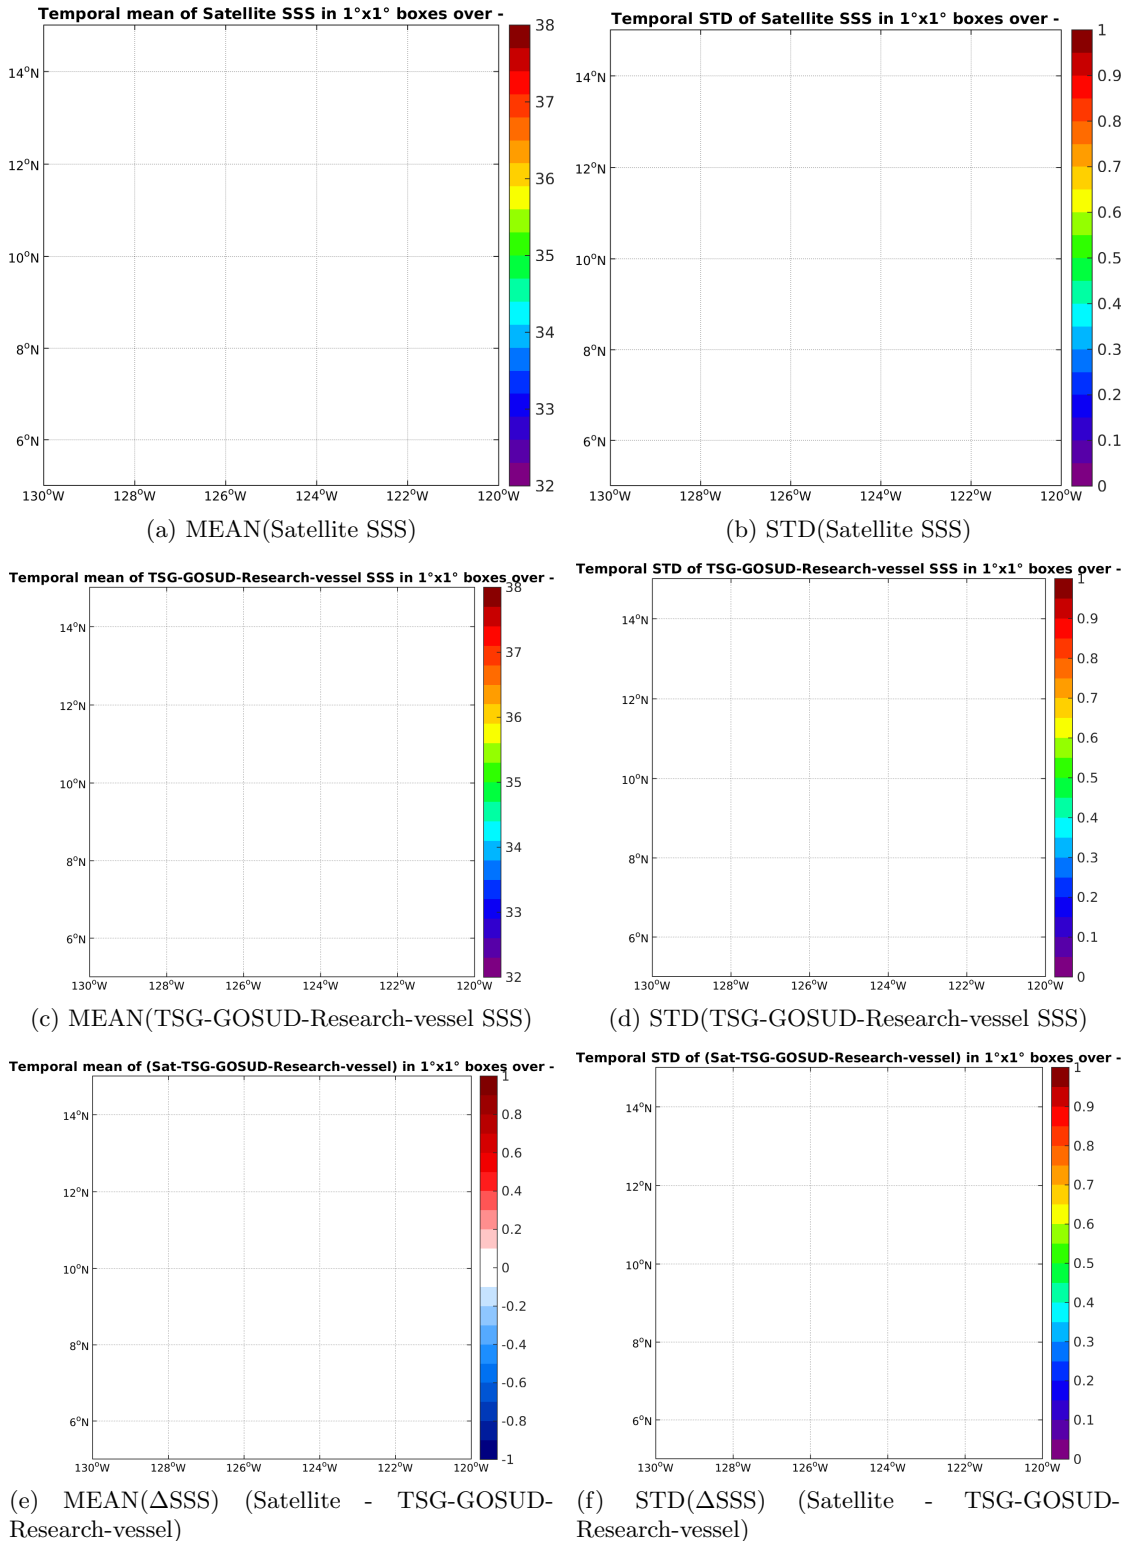 Temporal mean of Satellite SSS in 1°x1° boxes over -
38
37
36
35
34
33
32
14°N
12°N
10°N
8°N
6°N
130°W 128°W 126°W 124°W 122°W 120°W
(a) MEAN(Satellite SSS)
Temporal STD of Satellite SSS in 1°x1° boxes over -
1
0.9
0.8
0.7
0.6
0.5
0.4
0.3
0.2
0.1
0
14°N
12°N
10°N
8°N
6°N
130°W 128°W 126°W 124°W 122°W 120°W
(b) STD(Satellite SSS)
Temporal mean of TSG-GOSUD-Research-vessel SSS in 1°x1° boxes over -
38
37
36
35
34
33
32
14°N
12°N
10°N
8°N
6°N
130°W 128°W 126°W 124°W 122°W 120°W
(c) MEAN(TSG-GOSUD-Research-vessel SSS)
Temporal STD of TSG-GOSUD-Research-vessel SSS in 1°x1° boxes over -
1
0.9
0.8
0.7
0.6
0.5
0.4
0.3
0.2
0.1
0
14°N
12°N
10°N
8°N
6°N
130°W 128°W 126°W 124°W 122°W 120°W
(d) STD(TSG-GOSUD-Research-vessel SSS)
Temporal mean of (Sat-TSG-GOSUD-Research-vessel) in 1°x1° boxes over -
1
0.8
0.6
0.4
0.2
0
-0.2
-0.4
-0.6
-0.8
-1
14°N
12°N
10°N
8°N
6°N
130°W 128°W 126°W 124°W 122°W 120°W
(e) MEAN(ΔSSS) (Satellite - TSG-GOSUD-
Research-vessel)
Temporal STD of (Sat-TSG-GOSUD-Research-vessel) in 1°x1° boxes over -
1
0.9
0.8
0.7
0.6
0.5
0.4
0.3
0.2
0.1
0
14°N
12°N
10°N
8°N
6°N
130°W 128°W 126°W 124°W 122°W 120°W
(f) STD(ΔSSS) (Satellite - TSG-GOSUD-
Research-vessel)